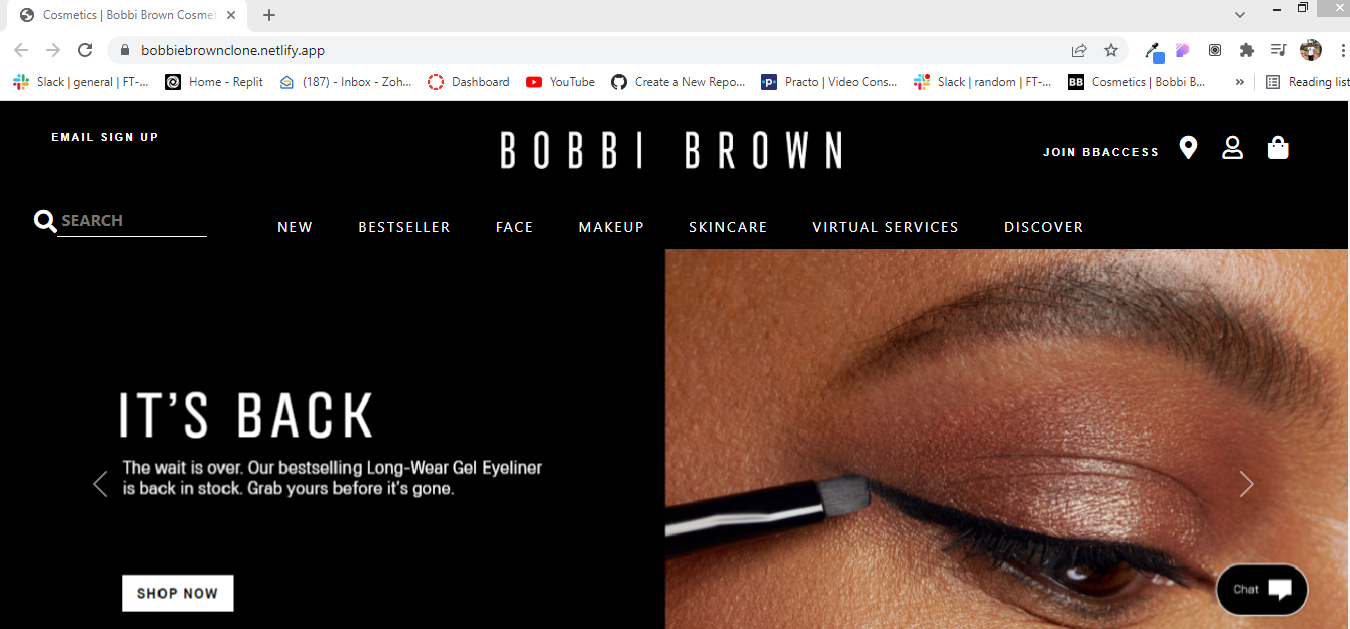 Cosmetics | Bobbi Brown Cosmet
bobbiebrownclone.netlify.app
Slack | general | FT-... Home - Replit (187) - Inbox - Zoh... Dashboard YouTube Create a New Repo... Practo | Video Cons... Slack | random | FT-... BB Cosmetics | Bobbi B... » Reading list
EMAIL SIGN UP
BOBBI BROWN
JOIN BBACCESS
SEARCH
NEW BESTSELLER FACE MAKEUP SKINCARE VIRTUAL SERVICES DISCOVER
IT'S BACK
The wait is over. Our bestselling Long-Wear Gel Eyeliner
is back in stock. Grab yours before it's gone.
SHOP NOW
Chat